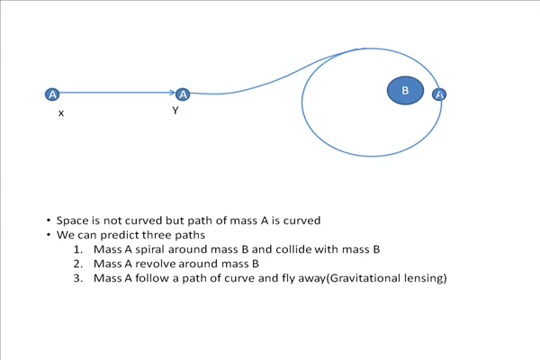 A A B A
x Y
• Space is not curved but path of mass A is curved
• We can predict three paths
1. Mass A spiral around mass B and collide with mass B
2. Mass A revolve around mass B
3. Mass A follow a path of curve and fly away(Gravitational lensing)